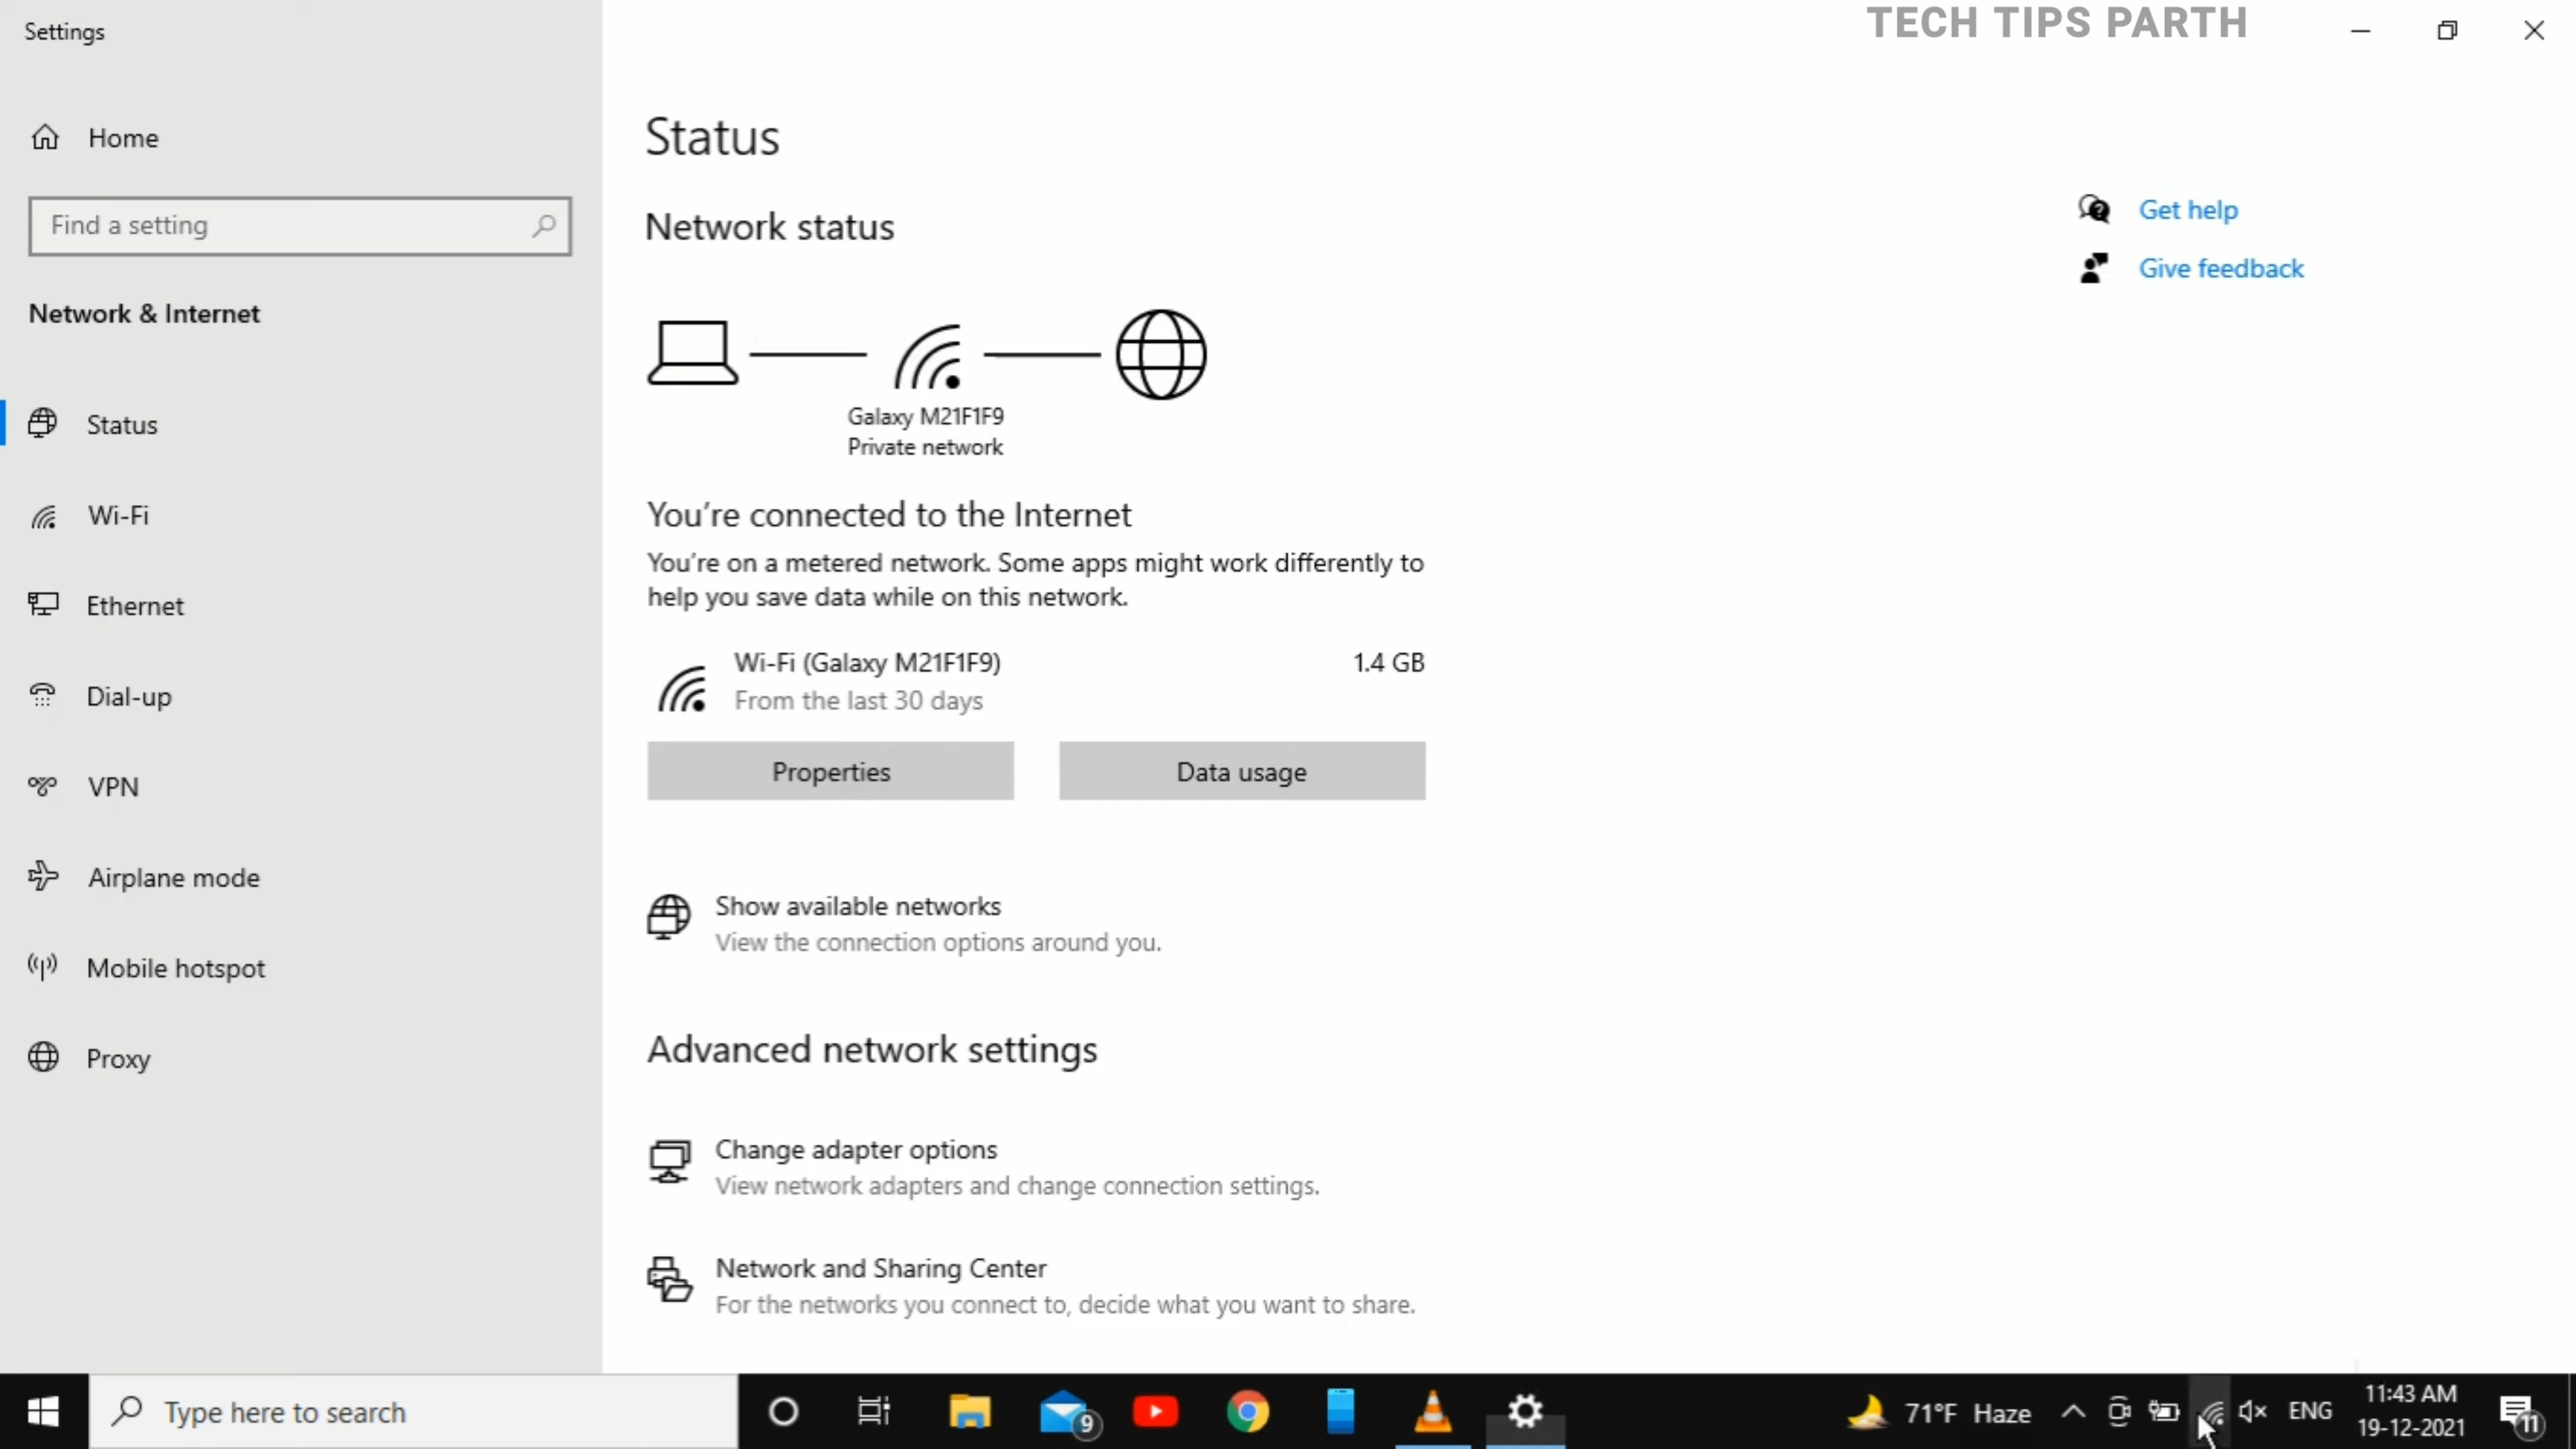 Settings
TECH TIPS PARTH
Home
Find a setting
Network & Internet
Status
Wi-Fi
Ethernet
Dial-up
VPN
Airplane mode
Mobile hotspot
Proxy
Status
Network status
Galaxy M21F1F9
Private network
You're connected to the Internet
You're on a metered network. Some apps might work differently to
help you save data while on this network.
Wi-Fi (Galaxy M21F1F9) 1.4 GB
From the last 30 days
Properties Data usage
Show available networks
View the connection options around you.
Advanced network settings
Change adapter options
View network adapters and change connection settings.
Network and Sharing Center
For the networks you connect to, decide what you want to share.
Get help
Give feedback
Type here to search
9
71°F Haze
ENG
11:43 AM
19-12-2021
11